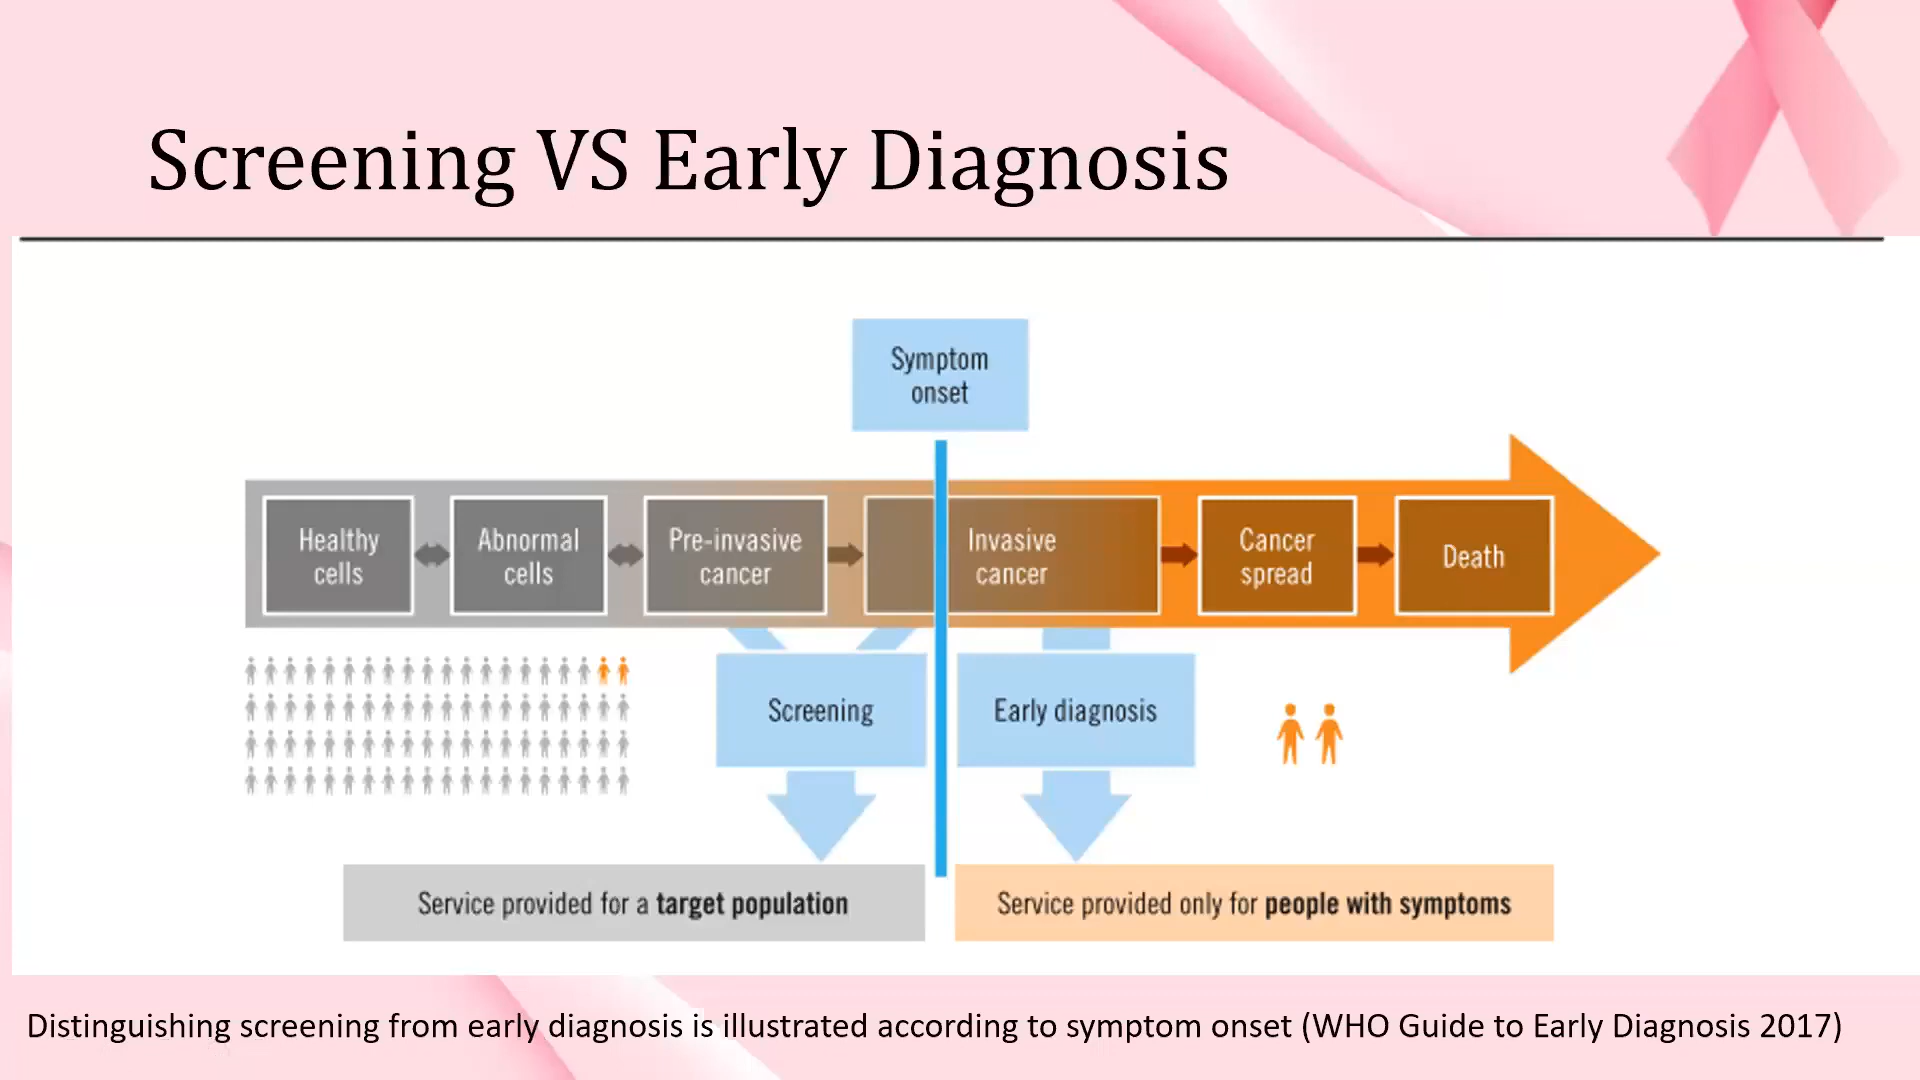 Screening VS Early Diagnosis
Symptom
onset
Healthy
cells
Abnormal
cells
Pre-invasive
cancer
Invasive
cancer
Cancer
spread
Death
Screening
Early diagnosis
Service provided for a target population
Service provided only for people with symptoms
Distinguishing screening from early diagnosis is illustrated according to symptom onset (WHO Guide to Early Diagnosis 2017)